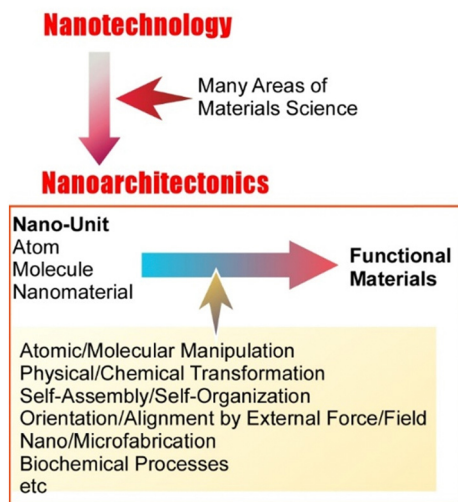 Nanotechnology
Many Areas of
Materials Science
Nanoarchitectonics
Nano-Unit
Atom
Molecule
Nanomaterial
Functional
Materials
Atomic/Molecular Manipulation
Physical/Chemical Transformation
Self-Assembly/Self-Organization
Orientation/Alignment by External Force/Field
Nano/Microfabrication
Biochemical Processes
etc